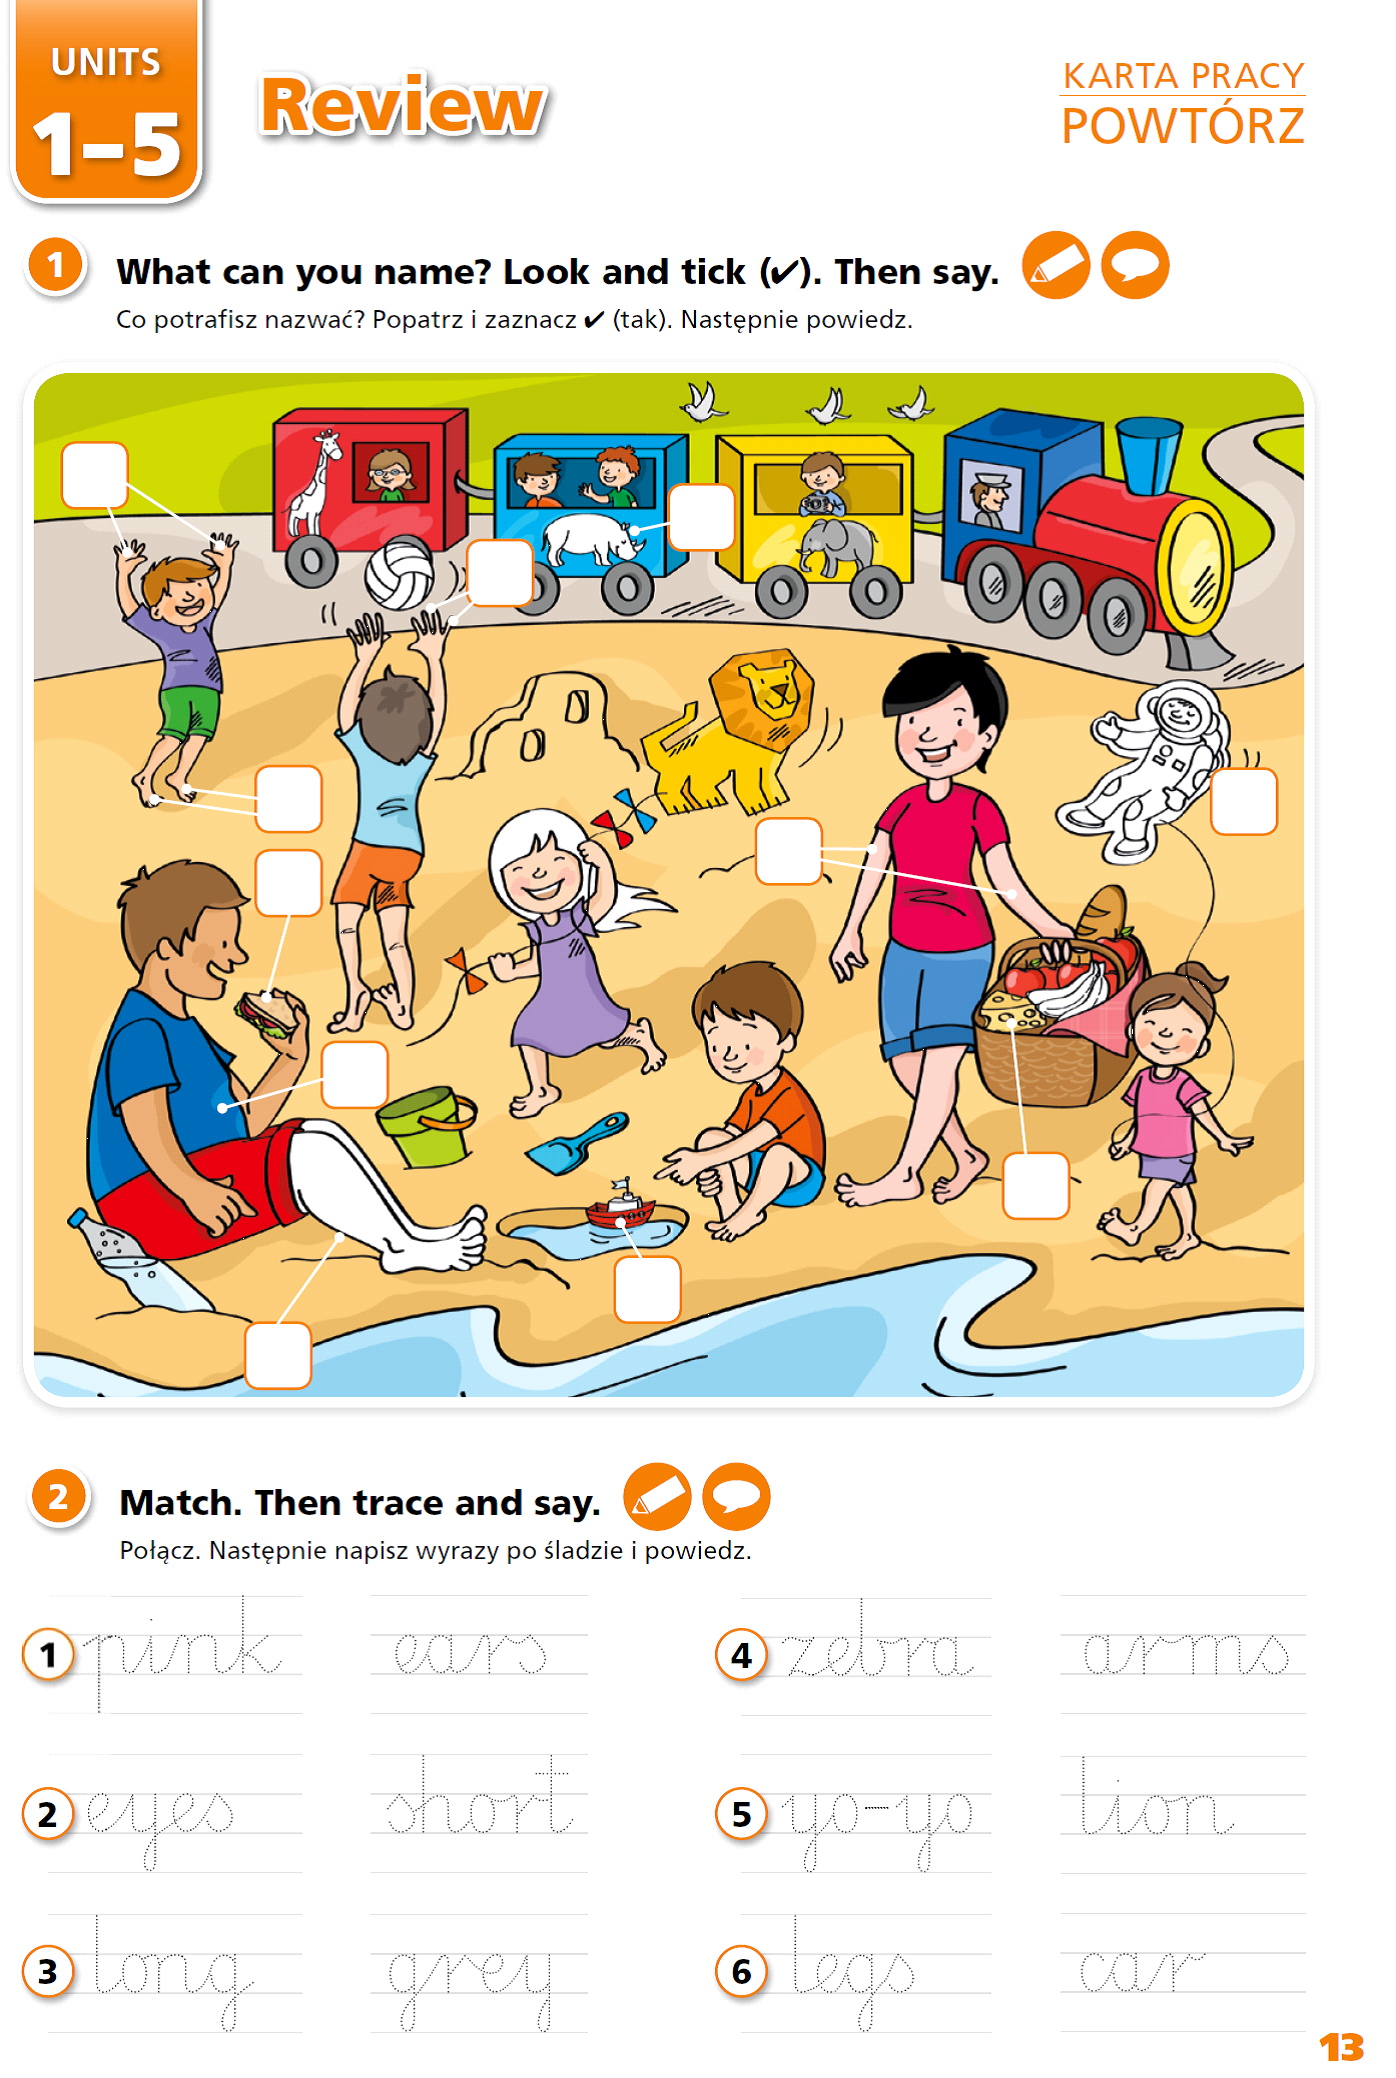 UNITS
1–5
Review
KARTA PRACY
POWTÓRZ
1 What can you name? Look and tick (✔). Then say.
Co potrafisz nazwać? Popatrz i zaznacz ✔ (tak). Następnie powiedz.
2 Match. Then trace and say.
Połącz. Następnie napisz wyrazy po śladzie i powiedz.
1 pink ears 4 zebra arms
2 eyes short 5 yo-yo lion
3 long grey 6 legs car
13